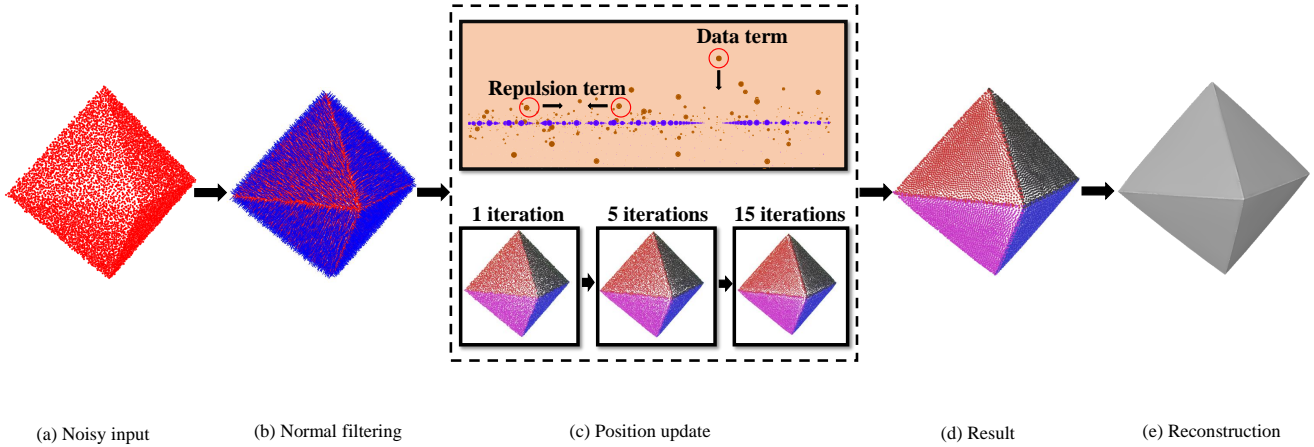 Data term
Repulsion term
1 iteration
5 iterations
15 iterations
(a) Noisy input
(b) Normal filtering
(c) Position update
(d) Result
(e) Reconstruction